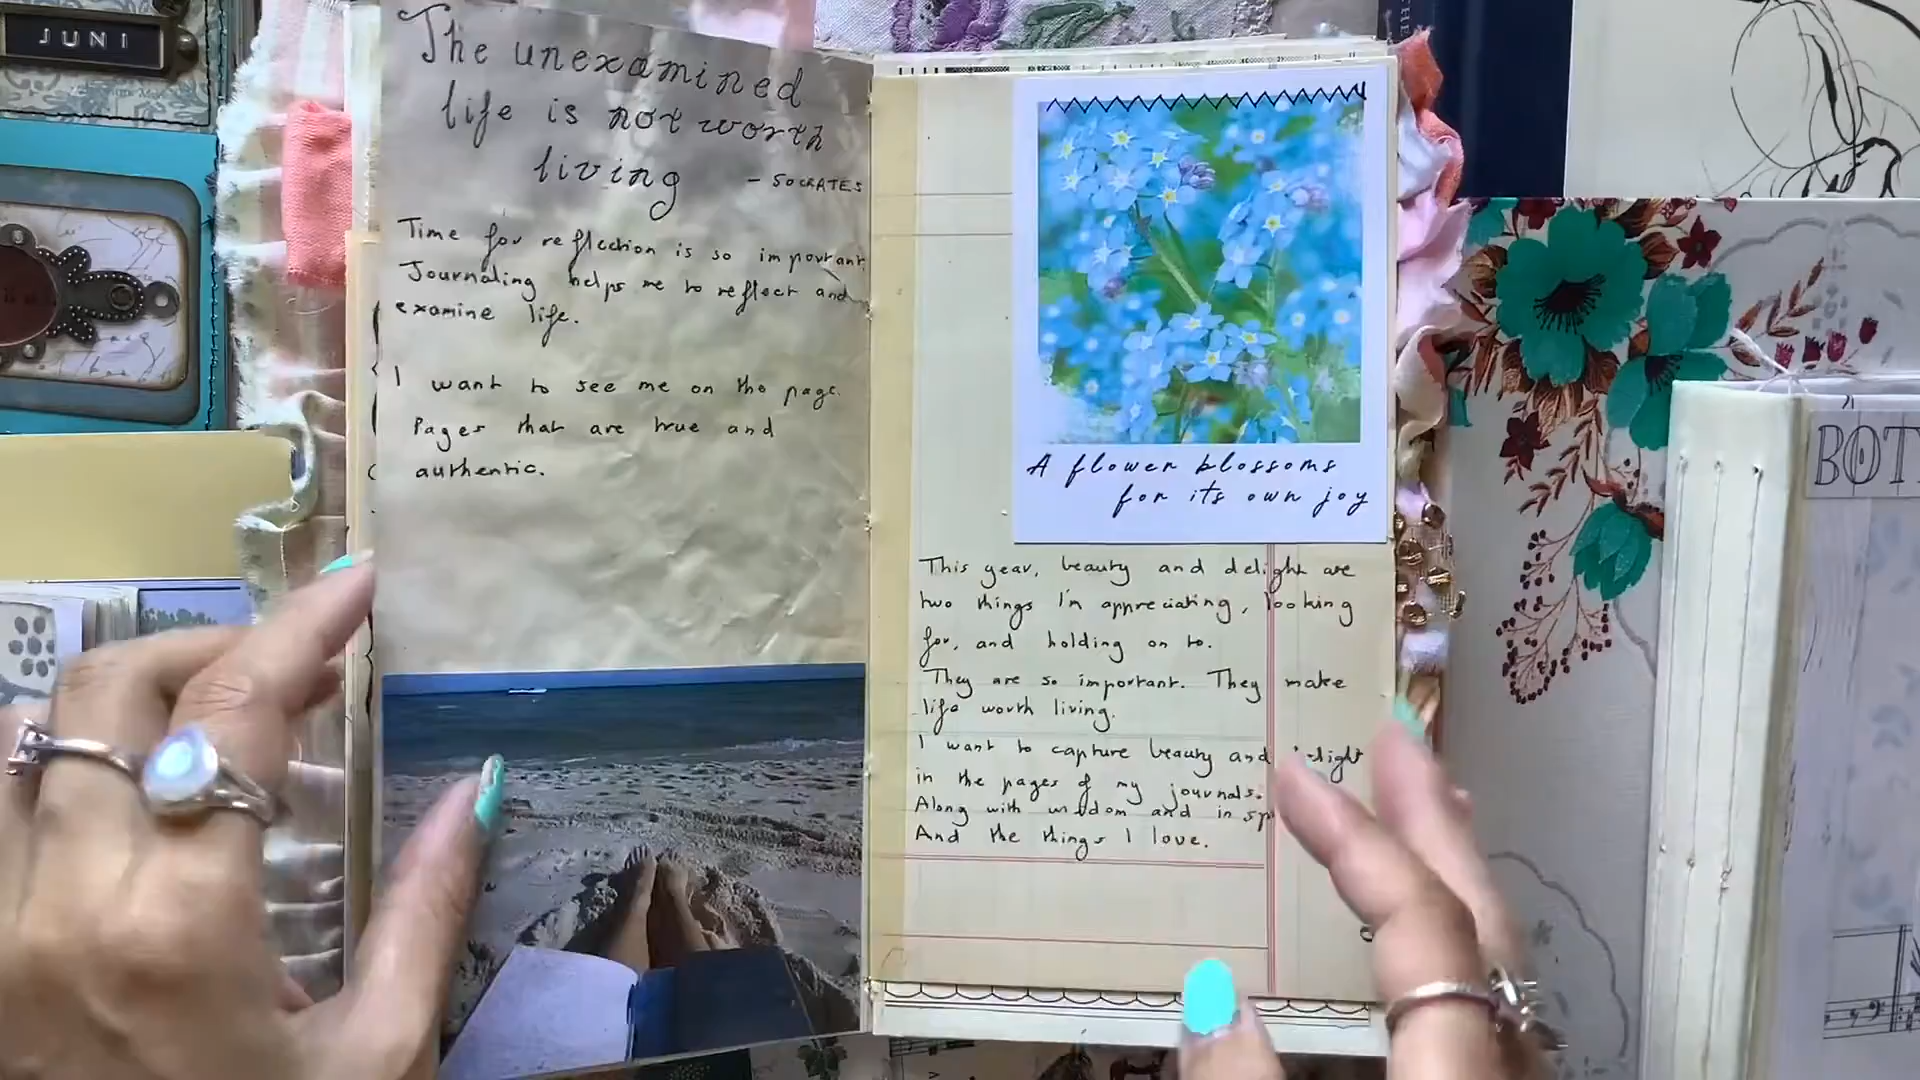 JUNI
The unexamined
life is not worth
living - SOCRATES
Time for reflection is so important.
Journaling helps me to reflect and
examine life.
I want to see me on the page.
Pages that are true and
authentic.
A flower blossoms
for its own joy
This year, beauty and delight are
two things I'm appreciating, looking
for, and holding on to.
They are so important. They make
life worth living.
I want to capture beauty and
in the pages of my journals.
Along with wisdom and
And the things I love.
BOT